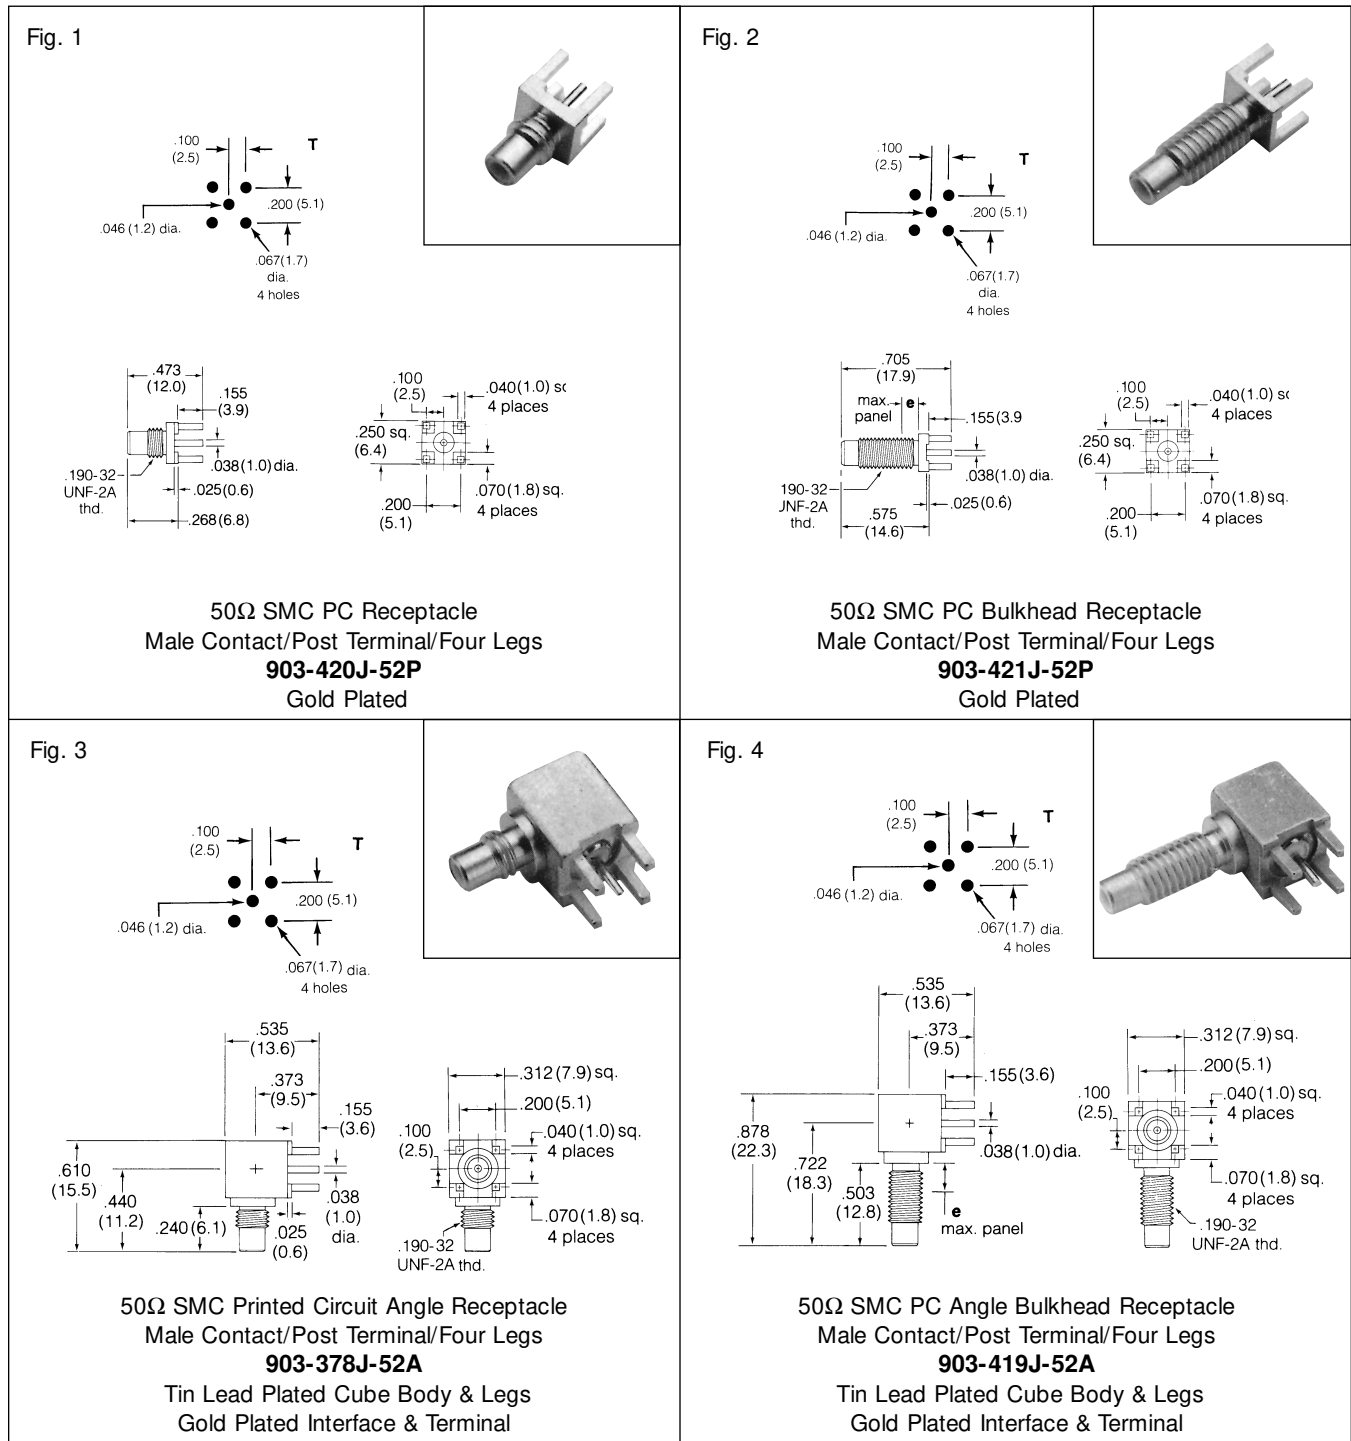 Fig. 1
.100
(2.5)
T
.200 (5.1)
.046 (1.2) dia.
.067(1.7)
dia.
4 holes
.473
(12.0)
.155
(3.9)
.100
(2.5)
.040(1.0) sc
4 places
.250 sq.
(6.4)
.190-32
UNF-2A
thd.
.038(1.0) dia.
.025(0.6)
.268(6.8)
.070(1.8) sq.
4 places
.200
(5.1)
50Ω SMC PC Receptacle
Male Contact/Post Terminal/Four Legs
903-420J-52P
Gold Plated
Fig. 2
.100
(2.5)
T
.200 (5.1)
.046 (1.2) dia.
.067(1.7)
dia.
4 holes
.705
(17.9)
max.
panel
e
.155(3.9
.100
(2.5)
.040(1.0) sq
4 places
.250 sq.
(6.4)
190-32
JNF-2A
thd.
.038(1.0) dia.
.025(0.6)
.575
(14.6)
.070(1.8) sq.
4 places
.200
(5.1)
50Ω SMC PC Bulkhead Receptacle
Male Contact/Post Terminal/Four Legs
903-421J-52P
Gold Plated
Fig. 3
.100
(2.5)
T
.200 (5.1)
.046 (1.2) dia.
.067(1.7) dia.
4 holes
.535
(13.6)
.373
(9.5)
.155
(3.6)
.312(7.9) sq.
.200(5.1)
.100
(2.5)
.040(1.0) sq.
4 places
.610
(15.5)
.440
(11.2)
.240(6.1)
.025
(0.6)
.038
(1.0)
dia.
.070(1.8) sq.
4 places
.190-32
UNF-2A thd.
50Ω SMC Printed Circuit Angle Receptacle
Male Contact/Post Terminal/Four Legs
903-378J-52A
Tin Lead Plated Cube Body & Legs
Gold Plated Interface & Terminal
Fig. 4
.100
(2.5)
T
.200 (5.1)
.046 (1.2) dia.
.067(1.7) dia.
4 holes
.535
(13.6)
.373
(9.5)
.155(3.6)
.312(7.9) sq.
.200(5.1)
.100
(2.5)
.040(1.0) sq.
4 places
.878
(22.3)
.722
(18.3)
.503
(12.8)
.038(1.0) dia.
e
max. panel
.070(1.8) sq.
4 places
.190-32
UNF-2A thd.
50Ω SMC PC Angle Bulkhead Receptacle
Male Contact/Post Terminal/Four Legs
903-419J-52A
Tin Lead Plated Cube Body & Legs
Gold Plated Interface & Terminal